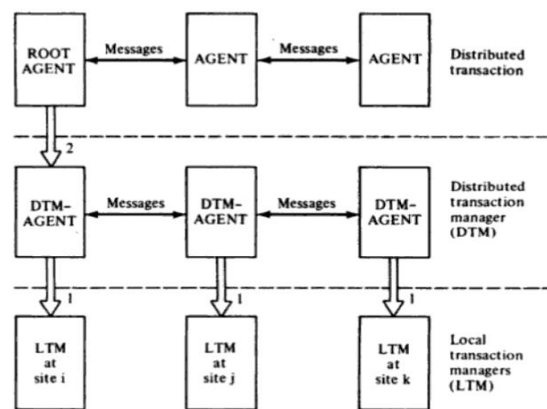 ROOT
AGENT
Messages
AGENT
Messages
AGENT
Distributed
transaction
2
DTM-
AGENT
Messages
DTM-
AGENT
Messages
DTM-
AGENT
Distributed
transaction
manager
(DTM)
1
1
1
LTM
at
site i
LTM
at
site j
LTM
at
site k
Local
transaction
managers
(LTM)